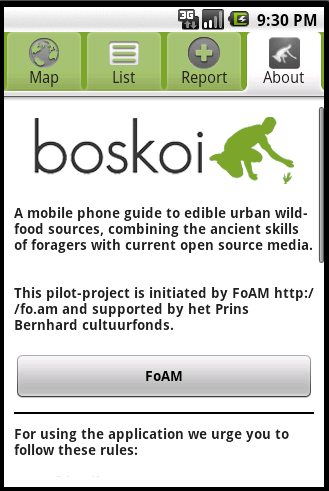 3G 9:30 PM
Map List Report About
boskoi
A mobile phone guide to edible urban wild-
food sources, combining the ancient skills
of foragers with current open source media.
This pilot-project is initiated by FoAM http:/
/fo.am and supported by het Prins
Bernhard cultuurfonds.
FoAM
For using the application we urge you to
follow these rules: